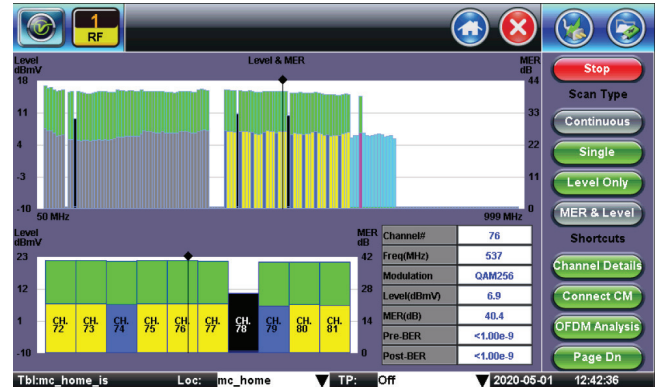 1
RF
Level
dBmV
Level & MER
MER
dB
18
11
4
-3
-10
44
33
22
11
0
50 MHz
999 MHz
Level
dBmV
MER
dB
23
12
1
-10
42
28
14
0
CH.
72
CH.
73
CH.
74
CH.
75
CH.
76
CH.
77
CH.
78
CH.
79
CH.
80
CH.
81
Channel# 76
Freq(MHz) 537
Modulation QAM256
Level(dBmV) 6.9
MER(dB) 40.4
Pre-BER <1.00e-9
Post-BER <1.00e-9
Stop
Scan Type
Continuous
Single
Level Only
MER & Level
Shortcuts
Channel Details
Connect CM
OFDM Analysis
Page Dn
Tbl:mc_home_is Loc: mc_home TP: Off 2020-05-01 12:42:36